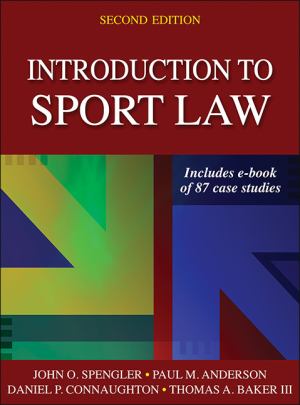 SECOND EDITION
INTRODUCTION TO
SPORT LAW
Includes e-book
of 87 case studies
JOHN O. SPENGLER • PAUL M. ANDERSON
DANIEL P. CONNAUGHTON • THOMAS A. BAKER III